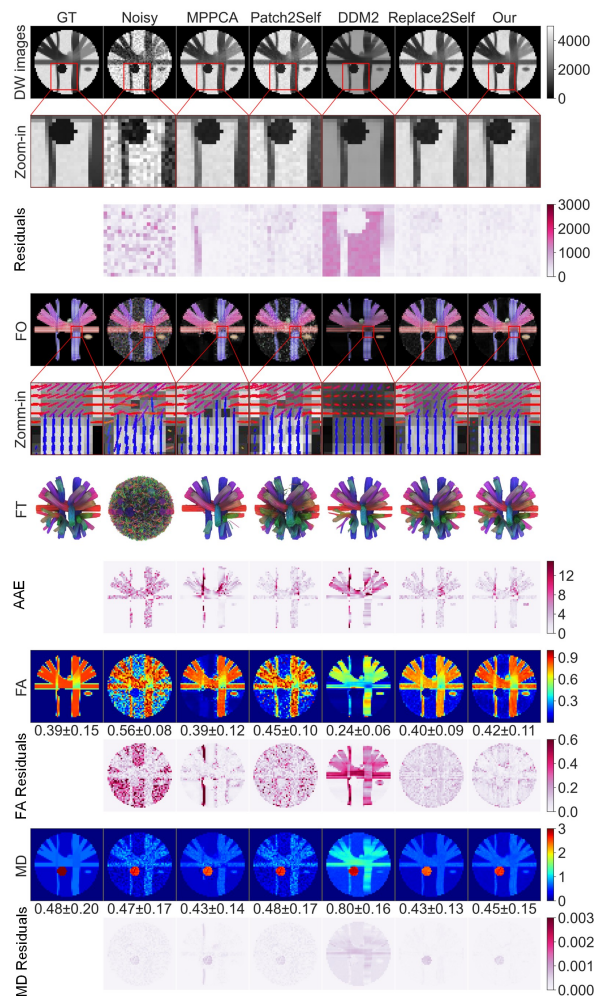 GT Noisy MPPCA Patch2Self DDM2 Replace2Self Our
DW images
4000
2000
0
Zoom-in
Residuals
3000
2000
1000
0
FO
Zomm-in
FT
AAE
12
8
4
0
FA
0.9
0.6
0.3
0.39±0.15 0.56±0.08 0.39±0.12 0.45±0.10 0.24±0.06 0.40±0.09 0.42±0.11
FA Residuals
0.6
0.4
0.2
0.0
MD
3
2
1
0
0.48±0.20 0.47±0.17 0.43±0.14 0.48±0.17 0.80±0.16 0.43±0.13 0.45±0.15
MD Residuals
0.003
0.002
0.001
0.000